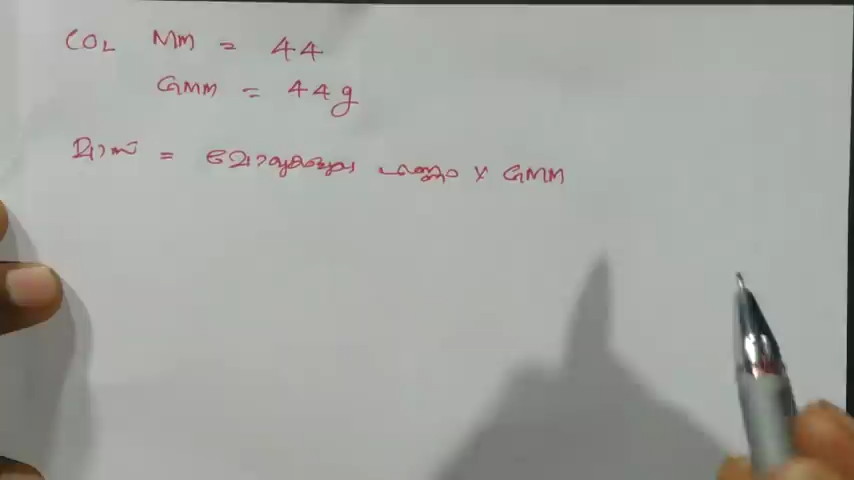 CO₂ MM = 44
GMM = 44g
മാസ് = മോളുകളുടെ എണ്ണം × GMM